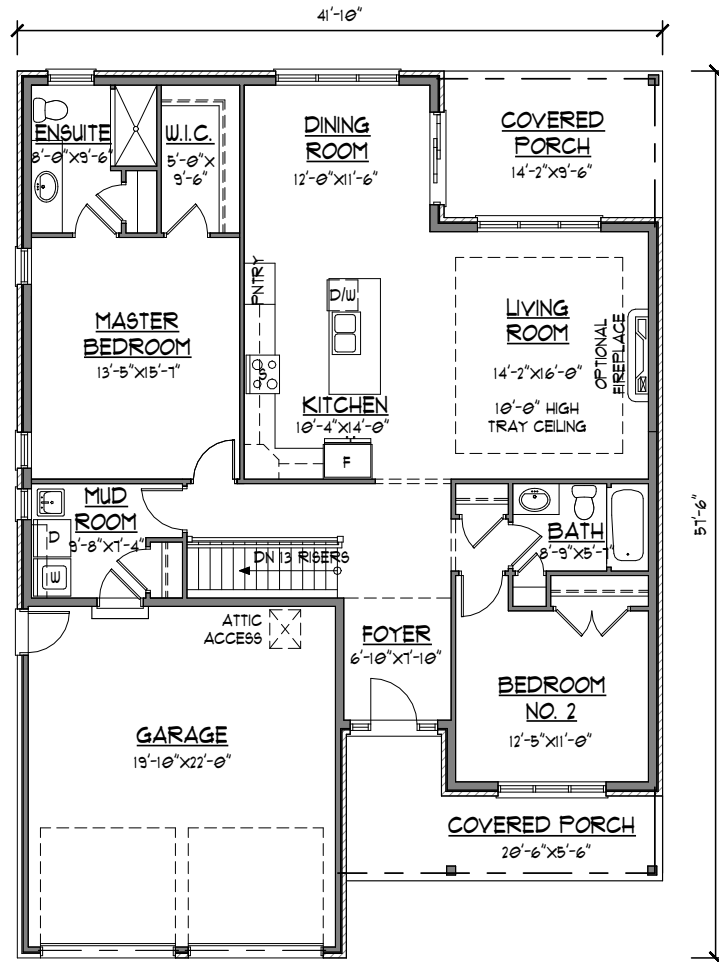 41'-10"
ENSUITE
8'-0"X9'-6"
W.I.C.
5'-0"X
9'-6"
DINING
ROOM
12'-0"X11'-6"
COVERED
PORCH
14'-2"X9'-6"
MASTER
BEDROOM
13'-5"X15'-7"
PNTRY
D/W
S
KITCHEN
10'-4"X14'-0"
F
LIVING
ROOM
14'-2"X16'-0"
10'-0" HIGH
TRAY CEILING
OPTIONAL
FIREPLACE
57'-6"
MUD
ROOM
9'-8"X7'-4"
D
W
DN 13 RISERS
BATH
8'-9"X5'-7"
ATTIC
ACCESS
FOYER
6'-10"X7'-10"
BEDROOM
NO. 2
12'-5"X11'-0"
GARAGE
19'-10"X22'-0"
COVERED PORCH
20'-6"X5'-6"